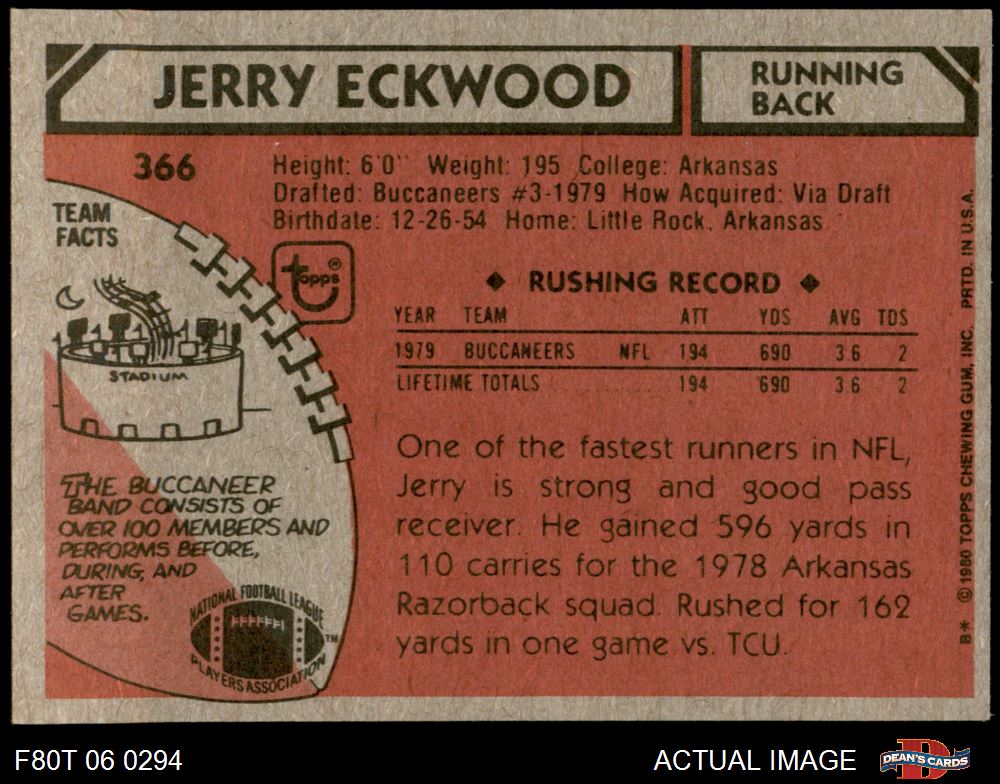 JERRY ECKWOOD
RUNNING
BACK
366
Height: 6'0" Weight: 195 College: Arkansas
Drafted: Buccaneers #3-1979 How Acquired: Via Draft
Birthdate: 12-26-54 Home: Little Rock, Arkansas
TEAM
FACTS
STADIUM
THE BUCCANEER
BAND CONSISTS OF
OVER 100 MEMBERS AND
PERFORMS BEFORE,
DURING, AND
AFTER
GAMES.
NATIONAL FOOTBALL LEAGUE
PLAYERS ASSOCIATION
TM
topps®
◆ RUSHING RECORD ◆
YEAR TEAM ATT YDS AVG TDS
1979 BUCCANEERS NFL 194 690 3.6 2
LIFETIME TOTALS 194 690 3.6 2
One of the fastest runners in NFL,
Jerry is strong and good pass
receiver. He gained 596 yards in
110 carries for the 1978 Arkansas
Razorback squad. Rushed for 162
yards in one game vs. TCU.
B* © 1980 TOPPS CHEWING GUM, INC. PRTD. IN U.S.A.
F80T 06 0294
ACTUAL IMAGE
DEAN'S CARDS